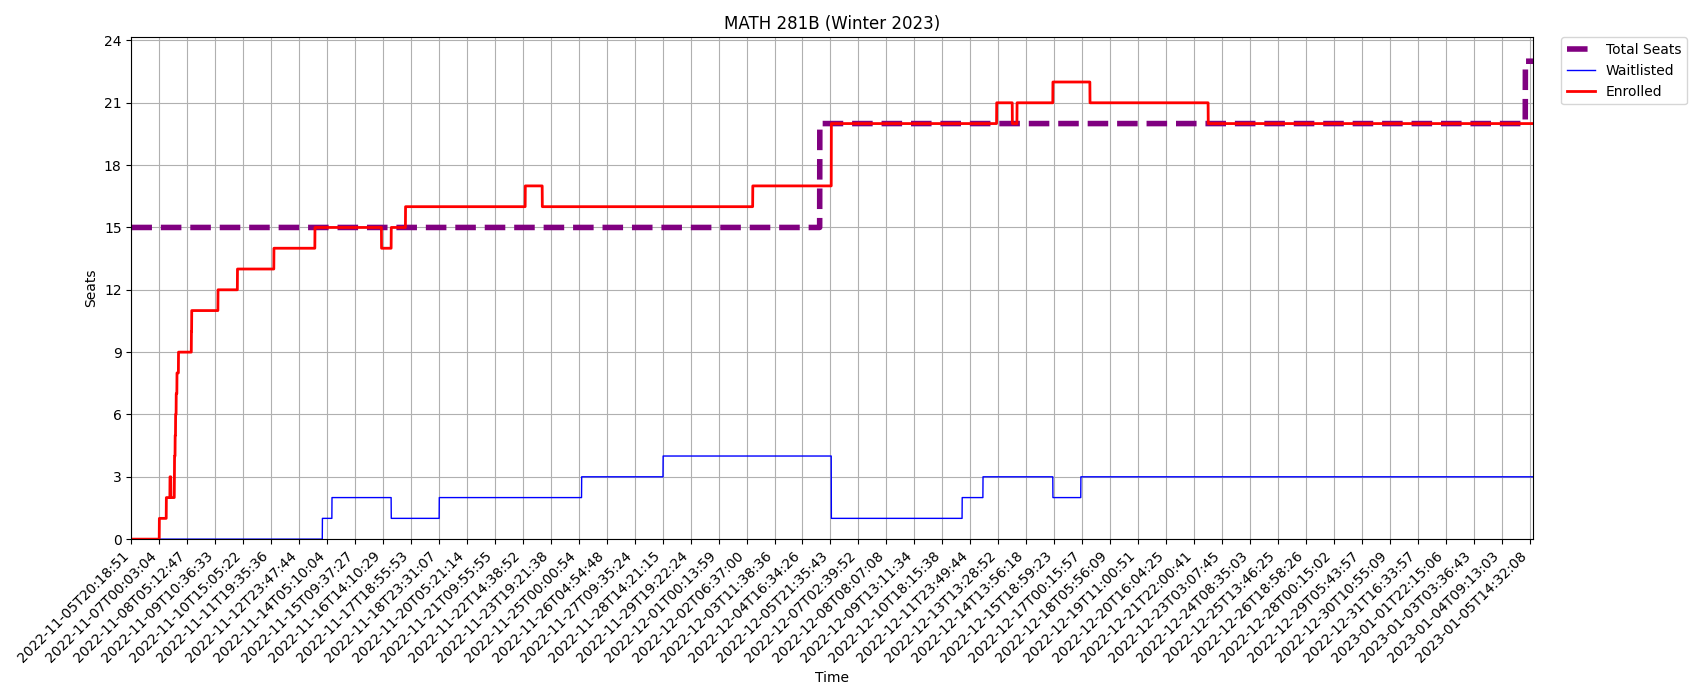 MATH 281B (Winter 2023)
Total Seats
Waitlisted
Enrolled
24
21
18
15
12
9
6
3
0
Seats
2022-11-05T20:18:51
2022-11-07T00:03:04
2022-11-08T05:12:47
2022-11-09T10:36:33
2022-11-10T15:05:22
2022-11-11T19:35:36
2022-11-12T23:47:44
2022-11-14T05:10:04
2022-11-15T09:37:27
2022-11-16T14:10:29
2022-11-17T18:55:53
2022-11-18T23:31:07
2022-11-20T05:21:14
2022-11-21T09:55:55
2022-11-22T14:38:52
2022-11-23T19:21:38
2022-11-25T00:00:54
2022-11-26T04:54:48
2022-11-27T09:35:24
2022-11-28T14:21:15
2022-11-29T19:22:24
2022-12-01T00:13:59
2022-12-02T06:37:00
2022-12-03T11:38:36
2022-12-04T16:34:26
2022-12-05T21:35:43
2022-12-07T02:39:52
2022-12-08T08:07:08
2022-12-09T13:11:34
2022-12-10T18:15:38
2022-12-11T23:49:44
2022-12-13T13:28:52
2022-12-14T13:56:18
2022-12-15T18:59:23
2022-12-17T00:15:57
2022-12-18T05:56:09
2022-12-19T11:00:51
2022-12-20T16:04:25
2022-12-21T22:00:41
2022-12-23T03:07:45
2022-12-24T08:35:03
2022-12-25T13:46:25
2022-12-26T18:58:26
2022-12-28T00:15:02
2022-12-29T05:43:57
2022-12-30T10:55:09
2022-12-31T16:33:57
2023-01-01T22:15:06
2023-01-03T03:36:43
2023-01-04T09:13:03
2023-01-05T14:32:08
Time